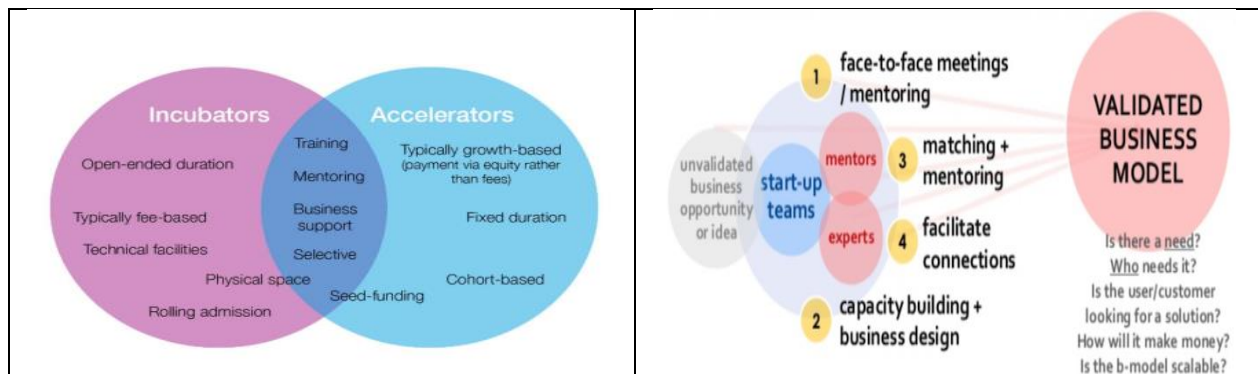 Incubators
Accelerators
Open-ended duration
Typically fee-based
Technical facilities
Physical space
Rolling admission
Training
Mentoring
Business
support
Selective
Seed-funding
Typically growth-based
(payment via equity rather
than fees)
Fixed duration
Cohort-based
unvalidated
business
opportunity
or idea
start-up
teams
mentors
experts
1
face-to-face meetings
/ mentoring
3
matching +
mentoring
4
facilitate
connections
2
capacity building +
business design
VALIDATED
BUSINESS
MODEL
Is there a need?
Who needs it?
Is the user/customer
looking for a solution?
How will it make money?
Is the b-model scalable?